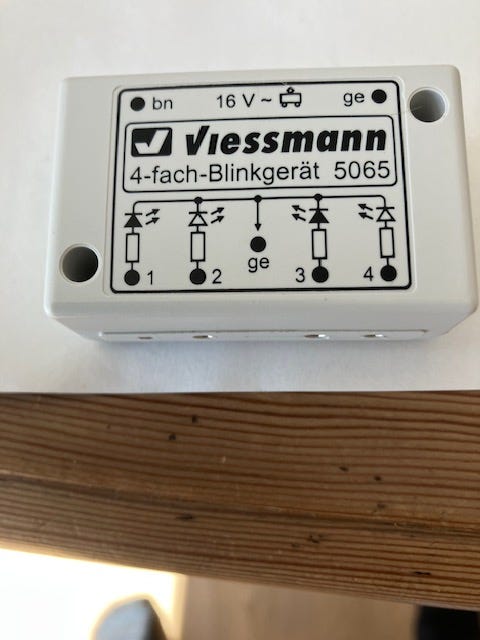 bn 16 V ~ ge
Viessmann
4-fach-Blinkgerät 5065
ge
1 2 3 4